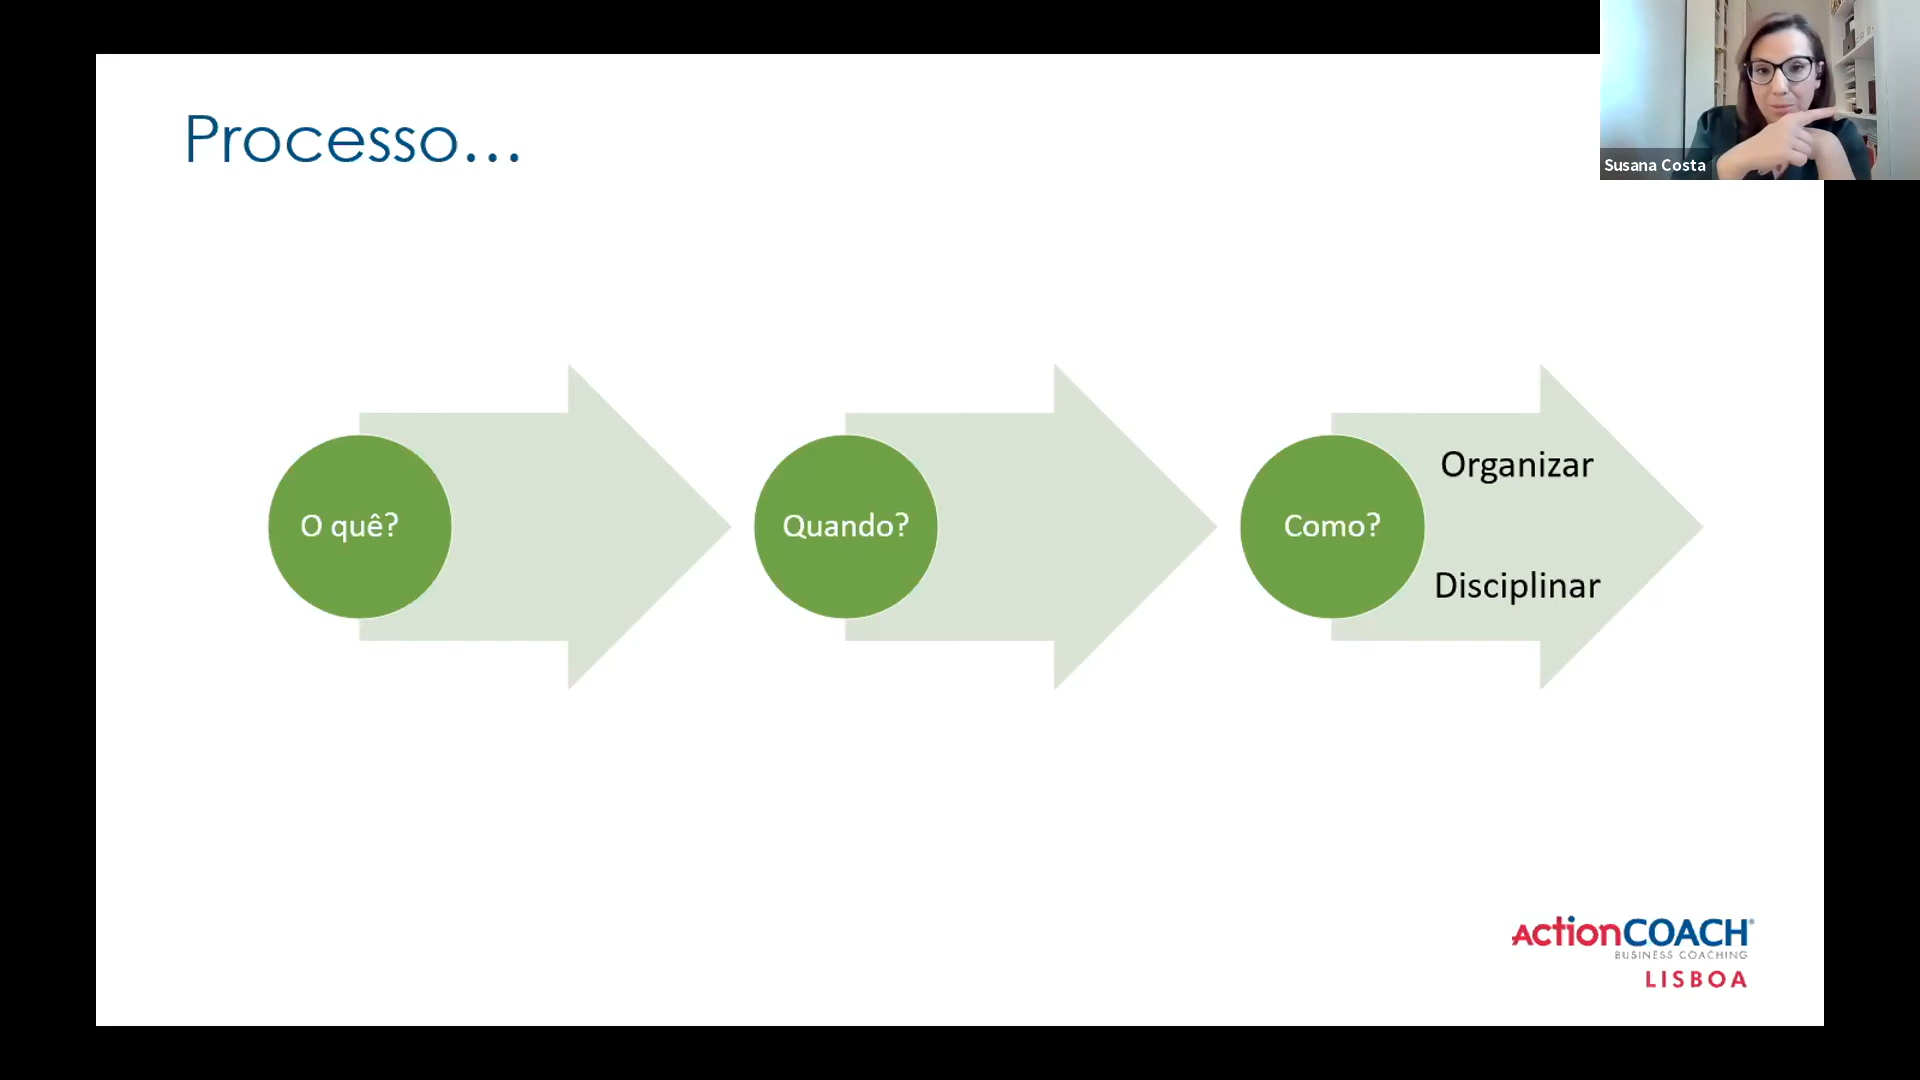 Processo...
Susana Costa
O quê?
Quando?
Como?
Organizar
Disciplinar
ActionCOACH®
BUSINESS COACHING
LISBOA